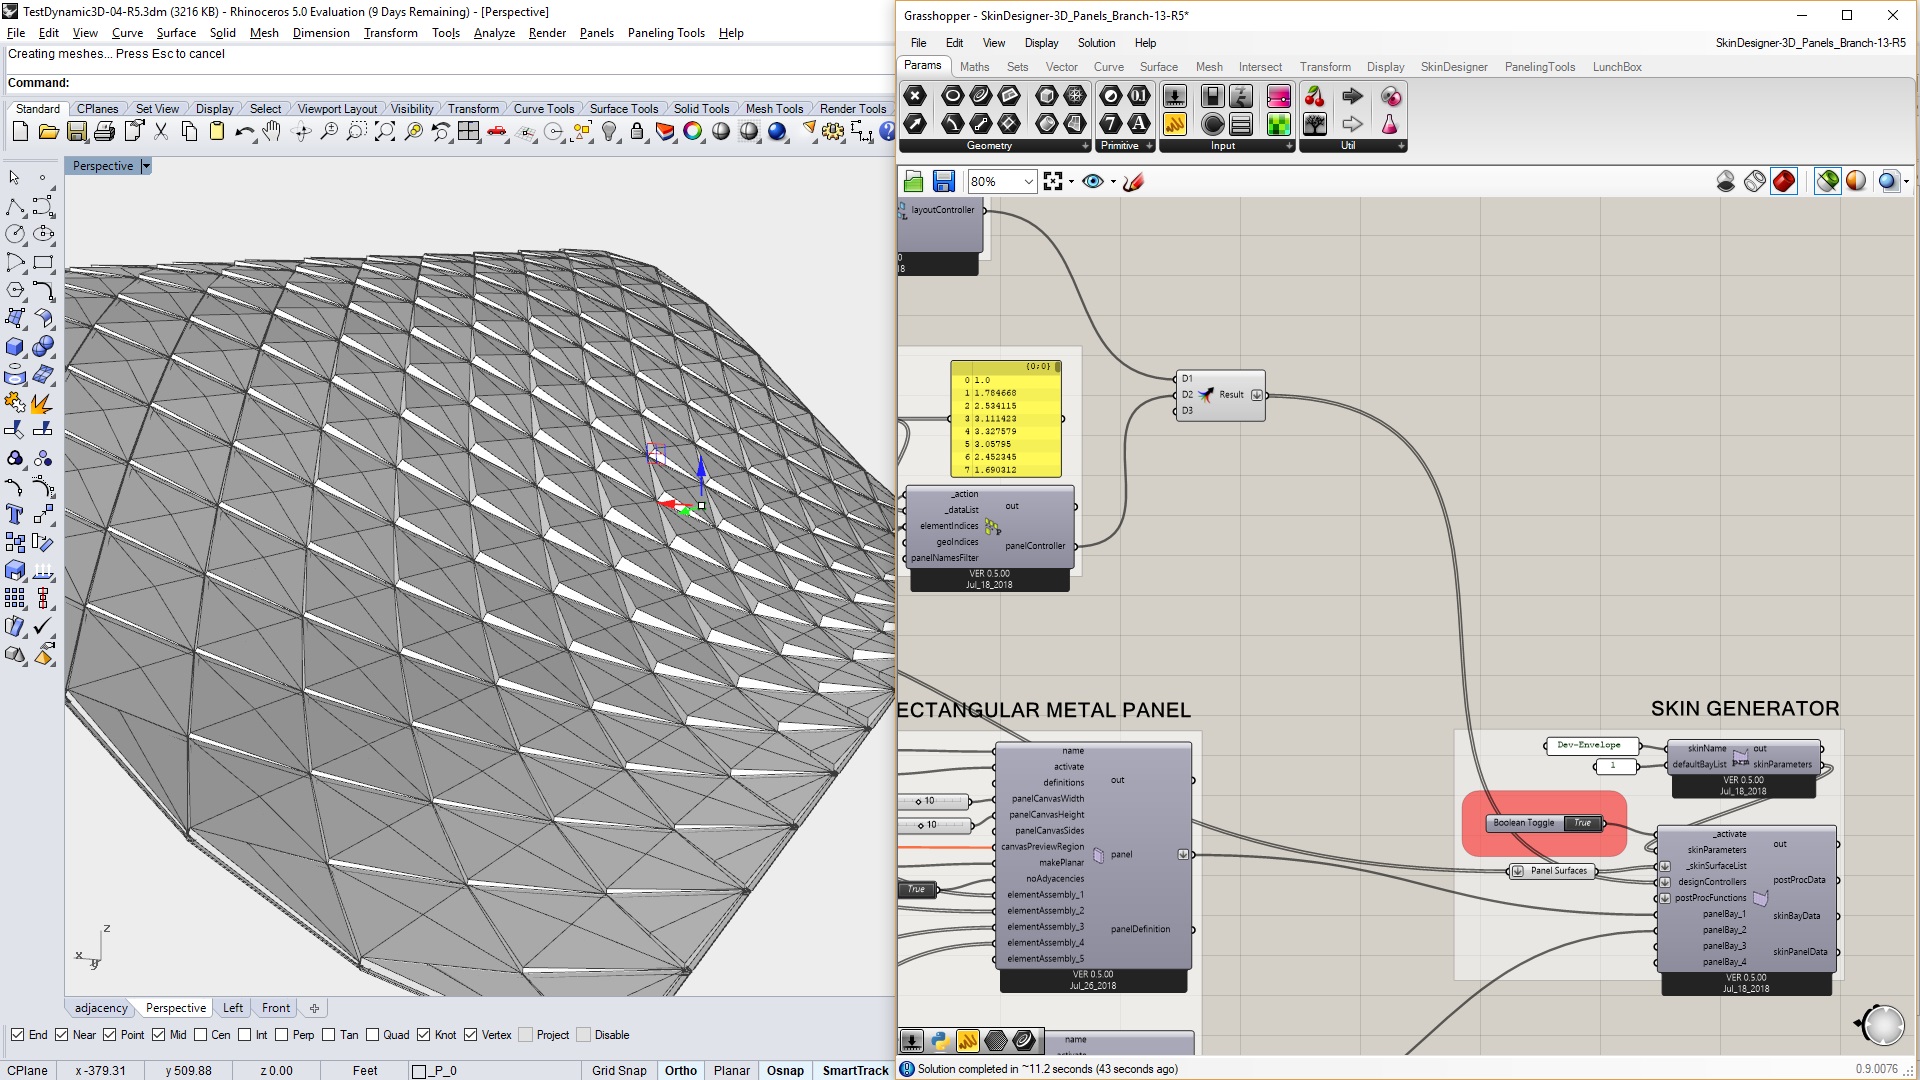 TestDynamic3D-04-R5.3dm (3216 KB) - Rhinoceros 5.0 Evaluation (9 Days Remaining) - [Perspective]
File Edit View Curve Surface Solid Mesh Dimension Transform Tools Analyze Render Panels Paneling Tools Help
Creating meshes... Press Esc to cancel
Command:
Standard CPlanes Set View Display Select Viewport Layout Visibility Transform Curve Tools Surface Tools Solid Tools Mesh Tools Render Tools
Perspective
z
x
y
adjacency Perspective Left Front
End Near Point Mid Cen Int Perp Tan Quad Knot Vertex Project Disable
CPlane x -379.31 y 509.88 z 0.00 Feet _P_0 Grid Snap Ortho Planar Osnap SmartTrack
Grasshopper - SkinDesigner-3D_Panels_Branch-13-R5*
File Edit View Display Solution Help SkinDesigner-3D_Panels_Branch-13-R5
Params Maths Sets Vector Curve Surface Mesh Intersect Transform Display SkinDesigner PanelingTools LunchBox
Geometry Primitive Input Util
80%
layoutController
{0;0}
0 1.0
1 1.784668
2 2.534115
3 3.111423
4 3.327579
5 3.05795
6 2.452345
7 1.690312
D1
D2 Result
D3
_action
_dataList
elementIndices
geoIndices
panelNamesFilter
out
panelController
VER 0.5.00
Jul_18_2018
ECTANGULAR METAL PANEL
name
activate
definitions
panelCanvasWidth
panelCanvasHeight
panelCanvasSides
canvasPreviewRegion
makePlanar
noAdyacencies
elementAssembly_1
elementAssembly_2
elementAssembly_3
elementAssembly_4
elementAssembly_5
out
panel
panelDefinition
VER 0.5.00
Jul_26_2018
10
10
True
name
SKIN GENERATOR
Dev-Envelope
1
skinName
defaultBayList
out
skinParameters
VER 0.5.00
Jul_18_2018
Boolean Toggle True
Panel Surfaces
_activate
skinParameters
_skinSurfaceList
designControllers
postProcFunctions
panelBay_1
panelBay_2
panelBay_3
panelBay_4
out
postProcData
skinBayData
skinPanelData
VER 0.5.00
Jul_18_2018
Solution completed in ~11.2 seconds (43 seconds ago) 0.9.0076